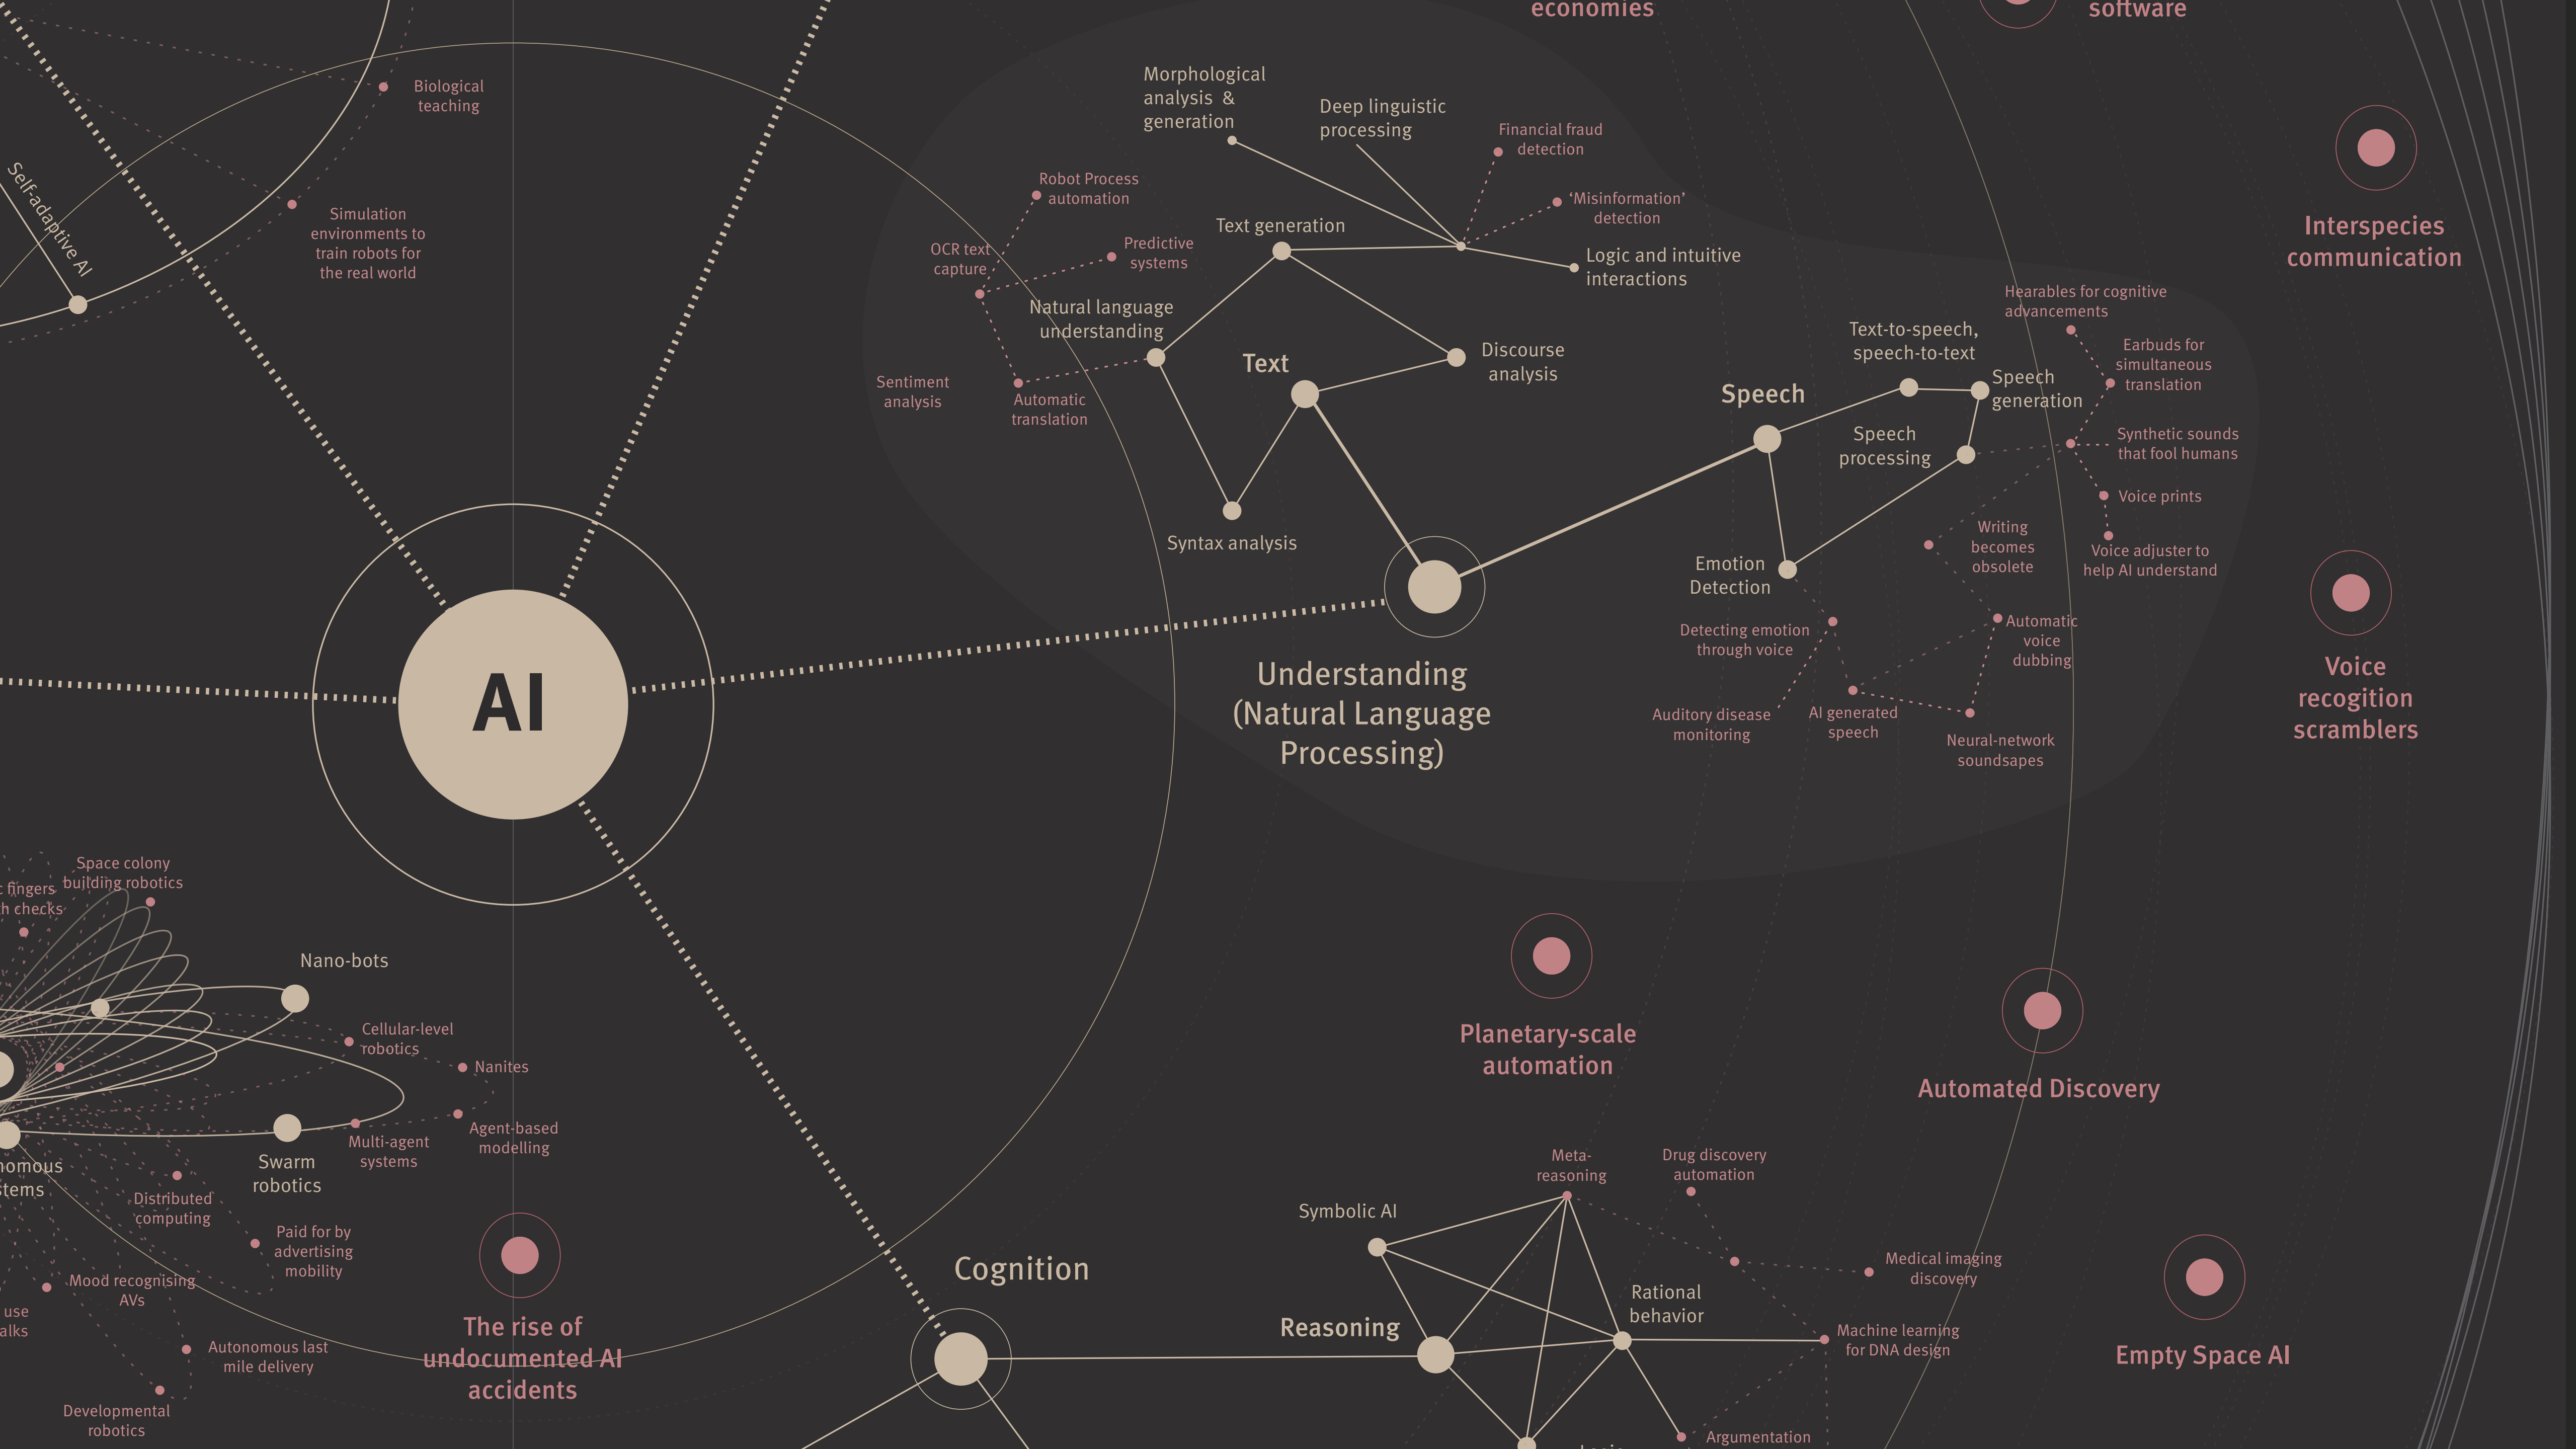 economies
software
Biological
teaching
Self-adaptive AI
Simulation
environments to
train robots for
the real world
Morphological
analysis &
generation
Deep linguistic
processing
Financial fraud
detection
Robot Process
automation
‘Misinformation’
detection
Text generation
OCR text
capture
Predictive
systems
Logic and intuitive
interactions
Natural language
understanding
Text
Discourse
analysis
Sentiment
analysis
Automatic
translation
Syntax analysis
Interspecies
communication
Hearables for cognitive
advancements
Text-to-speech,
speech-to-text
Earbuds for
simultaneous
translation
Speech
Speech
generation
Speech
processing
Synthetic sounds
that fool humans
Voice prints
Writing
becomes
obsolete
Voice adjuster to
help AI understand
Emotion
Detection
Detecting emotion
through voice
Automatic
voice
dubbing
Auditory disease
monitoring
AI generated
speech
Neural-network
soundsapes
Voice
recogition
scramblers
AI
Understanding
(Natural Language
Processing)
Space colony
building robotics
fingers
checks
Nano-bots
Cellular-level
robotics
Nanites
Agent-based
modelling
Multi-agent
systems
Swarm
robotics
nomous
stems
Distributed
computing
Paid for by
advertising
mobility
Mood recognising
AVs
use
alks
Autonomous last
mile delivery
Developmental
robotics
The rise of
undocumented AI
accidents
Planetary-scale
automation
Automated Discovery
Cognition
Meta-
reasoning
Drug discovery
automation
Symbolic AI
Medical imaging
discovery
Rational
behavior
Reasoning
Machine learning
for DNA design
Empty Space AI
Argumentation